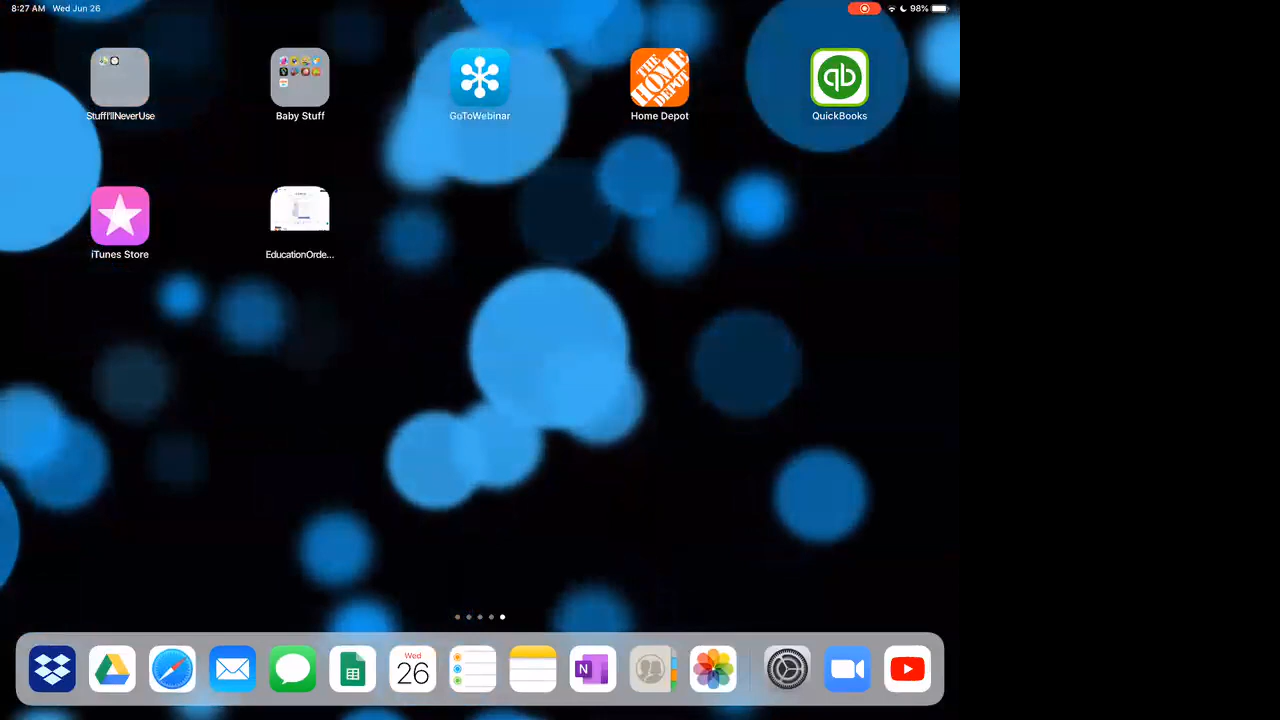 8:27 AM Wed Jun 26
98%
StuffI'llNeverUse
Baby Stuff
GoToWebinar
THE HOME DEPOT
Home Depot
qb
QuickBooks
iTunes Store
EducationOrde...
Wed
26
N